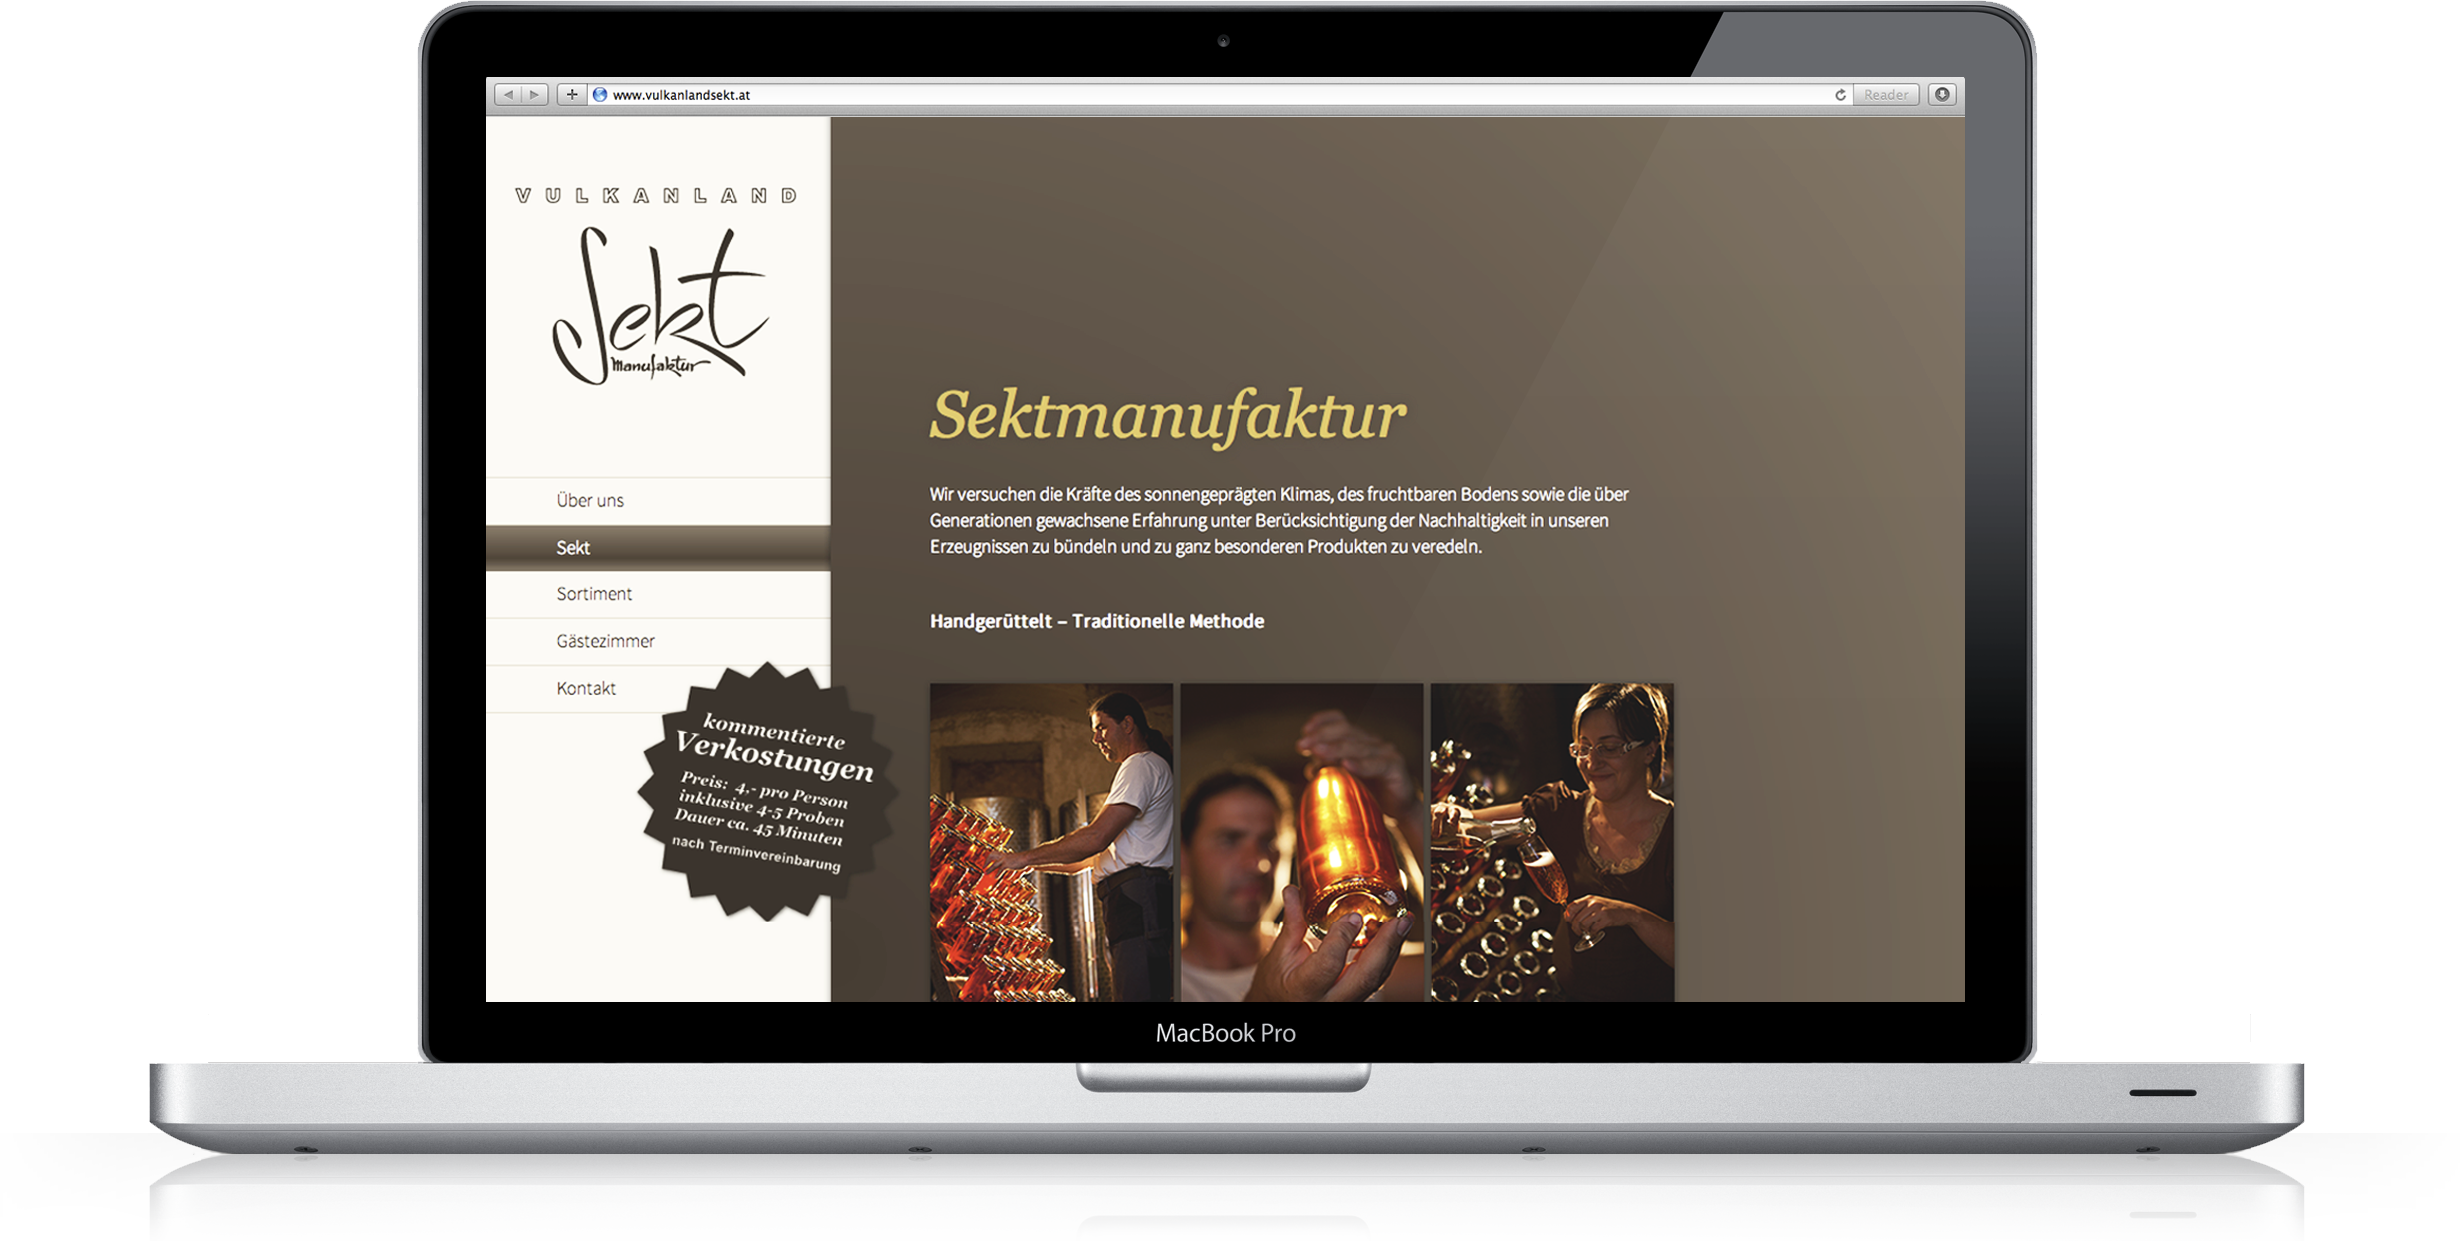 www.vulkanlandsekt.at
Reader
VULKANLAND
Sekt
manufaktur
Über uns
Sekt
Sortiment
Gästezimmer
Kontakt
kommentierte
Verkostungen
Preis: 4,- pro Person
inklusive 4-5 Proben
Dauer ca. 45 Minuten
nach Terminvereinbarung
Sektmanufaktur
Wir versuchen die Kräfte des sonnengeprägten Klimas, des fruchtbaren Bodens sowie die über
Generationen gewachsene Erfahrung unter Berücksichtigung der Nachhaltigkeit in unseren
Erzeugnissen zu bündeln und zu ganz besonderen Produkten zu veredeln.
Handgerüttelt – Traditionelle Methode
MacBook Pro